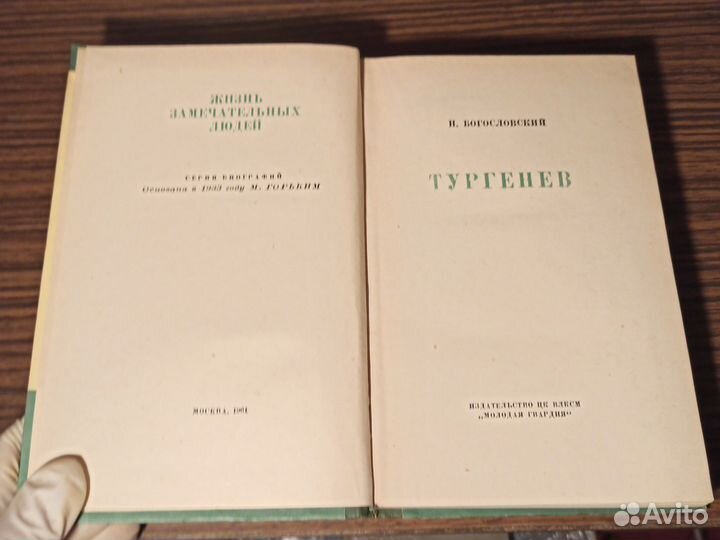 ЖИЗНЬ
ЗАМЕЧАТЕЛЬНЫХ
ЛЮДЕЙ
СЕРИЯ БИОГРАФИЙ
Основана в 1933 году М. ГОРЬКИМ
МОСКВА, 1961
Н. БОГОСЛОВСКИЙ
ТУРГЕНЕВ
ИЗДАТЕЛЬСТВО ЦК ВЛКСМ
„МОЛОДАЯ ГВАРДИЯ“
Avito